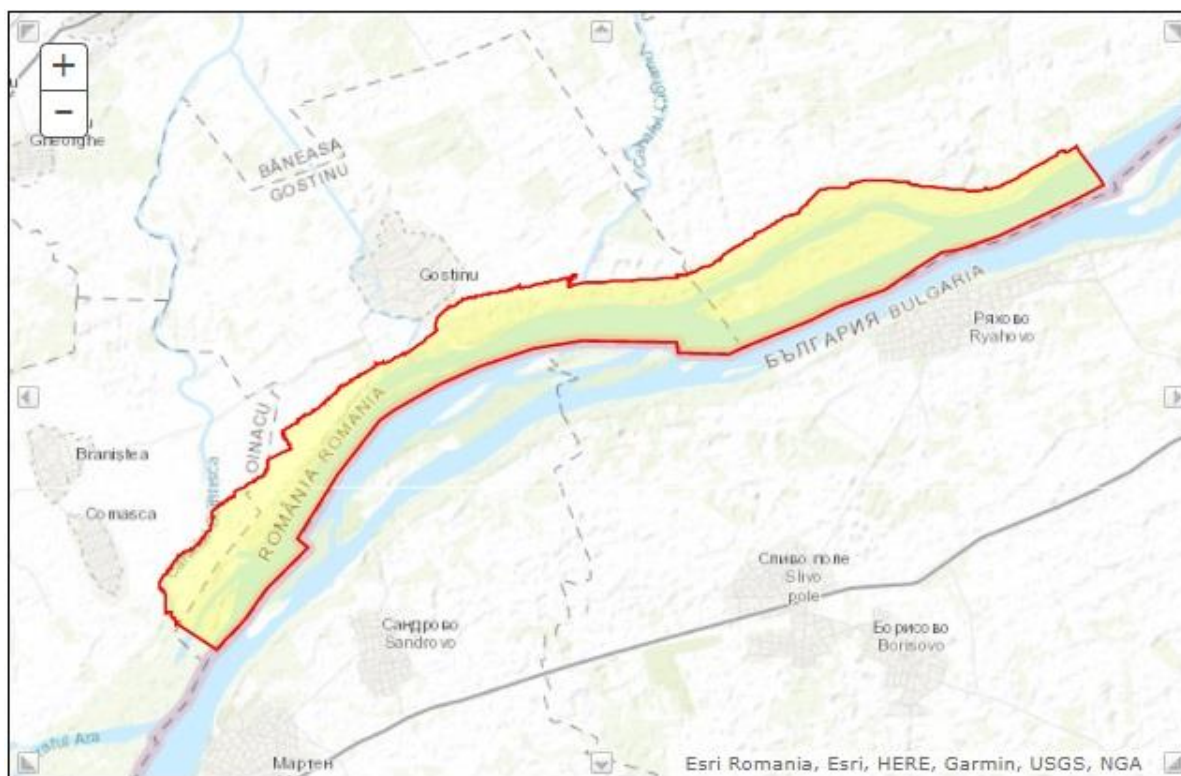 +
−
Gheorghe
BĂNEASA
GOSTINU
Gostinu
БЪЛГАРИЯ BULGARIA
Ряхово
Ryahovo
OINACU
ROMÂNIA ROMANIA
Braniștea
Comasca
Сливо поле
Slivo
pole
Сандрово
Sandrovo
Борисово
Borisovo
Мартен
Esri Romania, Esri, HERE, Garmin, USGS, NGA